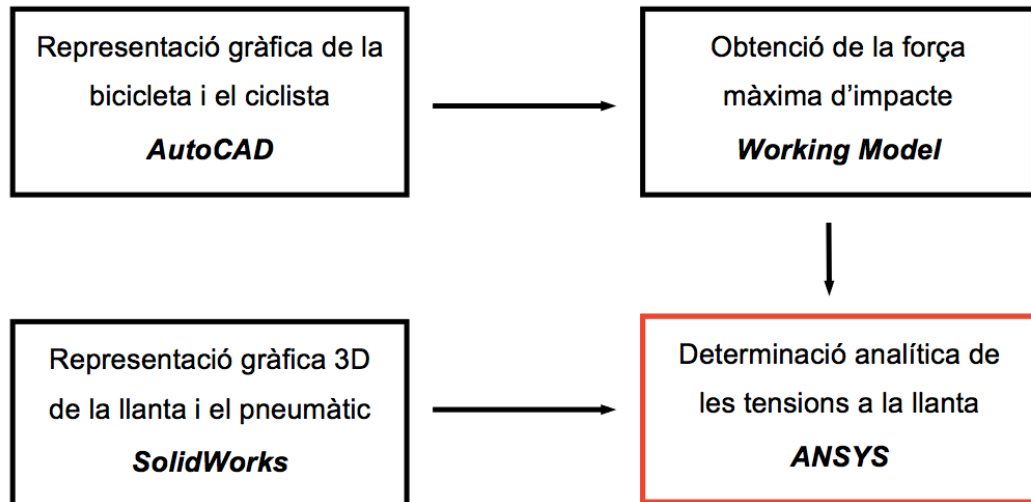 Representació gràfica de la
bicicleta i el ciclista
AutoCAD
Obtenció de la força
màxima d’impacte
Working Model
Representació gràfica 3D
de la llanta i el pneumàtic
SolidWorks
Determinació analítica de
les tensions a la llanta
ANSYS